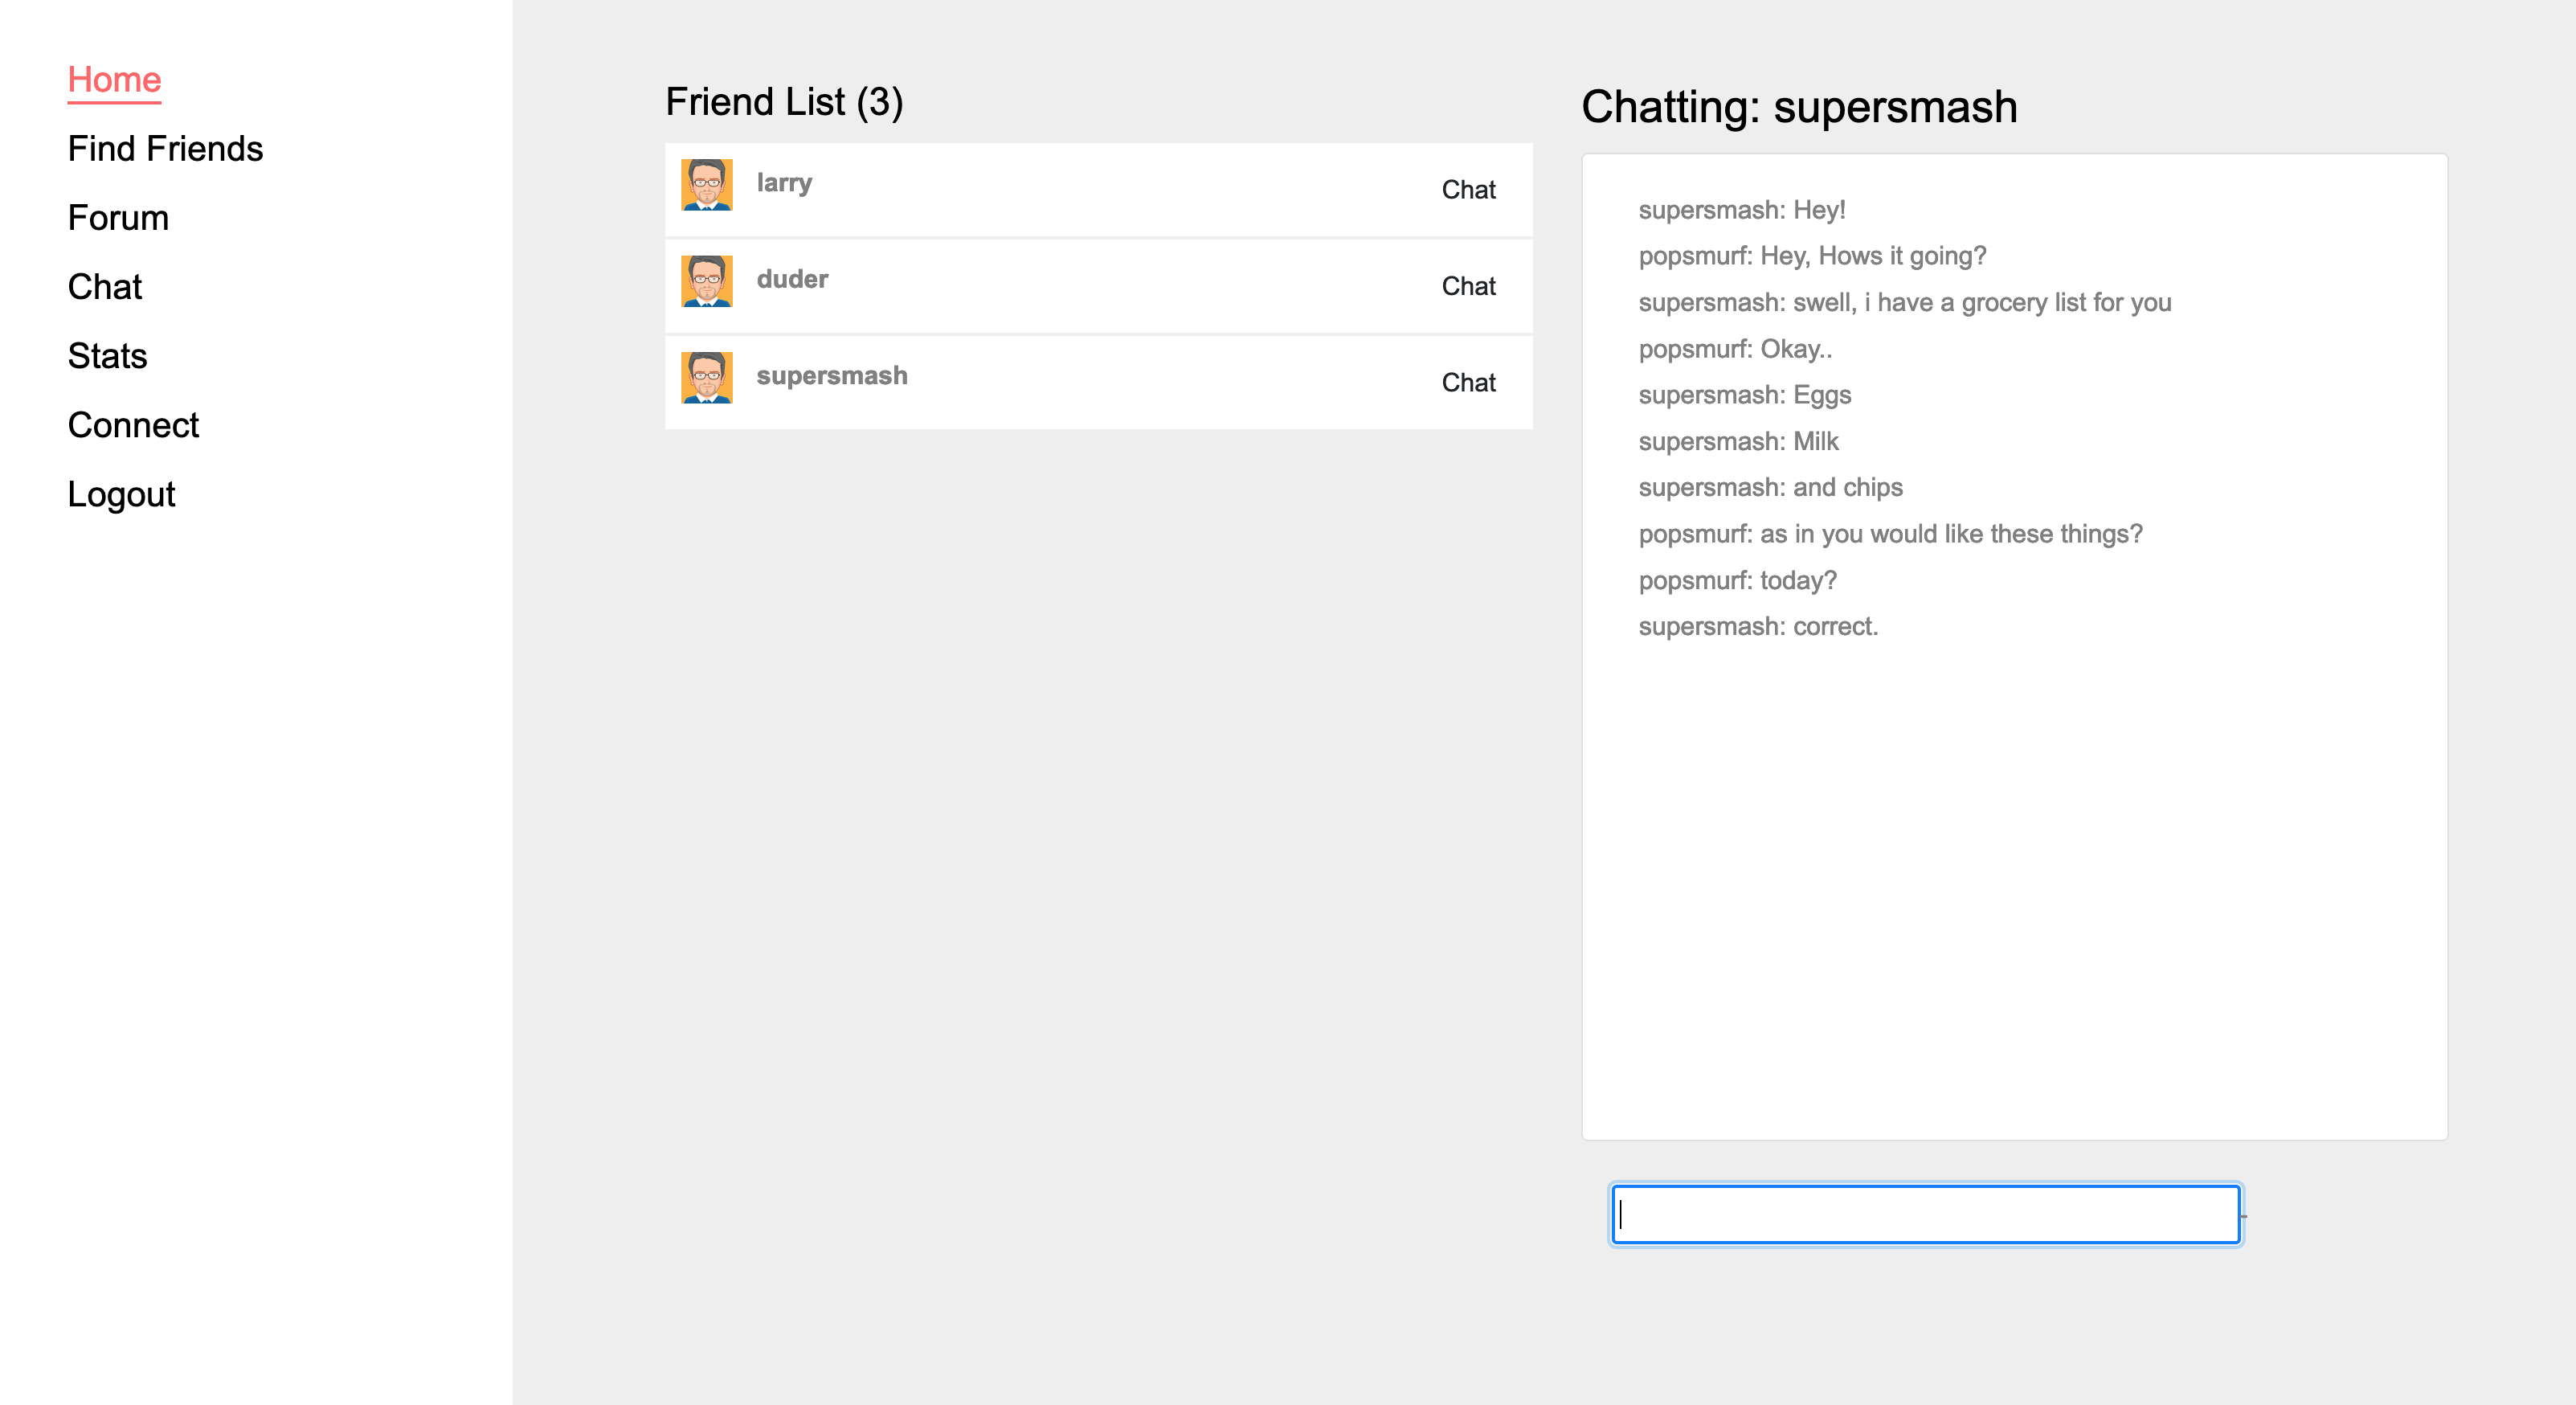 Home
Find Friends
Forum
Chat
Stats
Connect
Logout
Friend List (3)
larry
Chat
duder
Chat
supersmash
Chat
Chatting: supersmash
supersmash: Hey!
popsmurf: Hey, Hows it going?
supersmash: swell, i have a grocery list for you
popsmurf: Okay..
supersmash: Eggs
supersmash: Milk
supersmash: and chips
popsmurf: as in you would like these things?
popsmurf: today?
supersmash: correct.